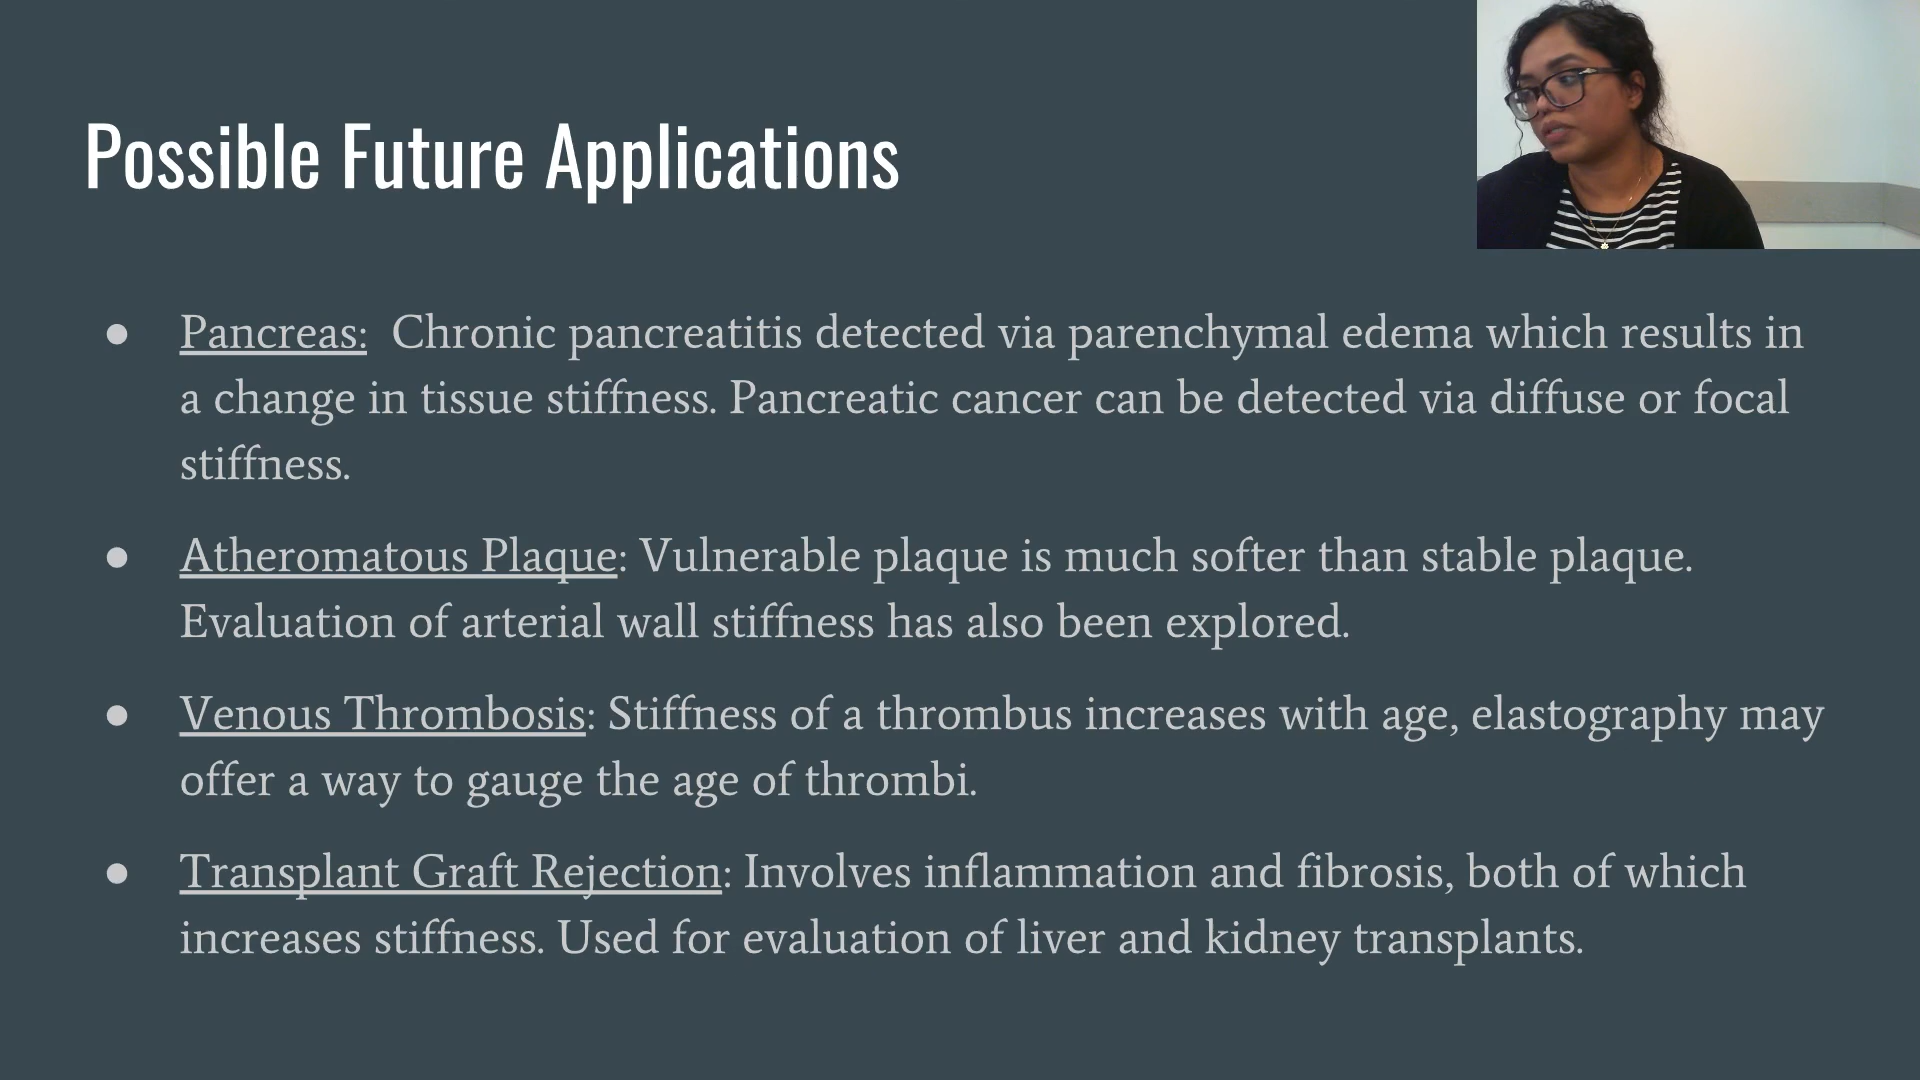 Possible Future Applications
● Pancreas: Chronic pancreatitis detected via parenchymal edema which results in
a change in tissue stiffness. Pancreatic cancer can be detected via diffuse or focal
stiffness.
● Atheromatous Plaque: Vulnerable plaque is much softer than stable plaque.
Evaluation of arterial wall stiffness has also been explored.
● Venous Thrombosis: Stiffness of a thrombus increases with age, elastography may
offer a way to gauge the age of thrombi.
● Transplant Graft Rejection: Involves inflammation and fibrosis, both of which
increases stiffness. Used for evaluation of liver and kidney transplants.